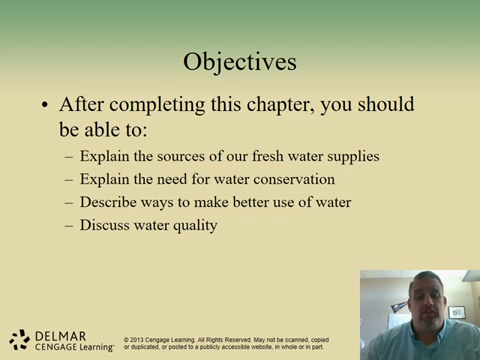 Objectives
• After completing this chapter, you should
be able to:
– Explain the sources of our fresh water supplies
– Explain the need for water conservation
– Describe ways to make better use of water
– Discuss water quality
DELMAR
CENGAGE Learning™
© 2013 Cengage Learning. All Rights Reserved. May not be scanned, copied
or duplicated, or posted to a publicly accessible website, in whole or in part.